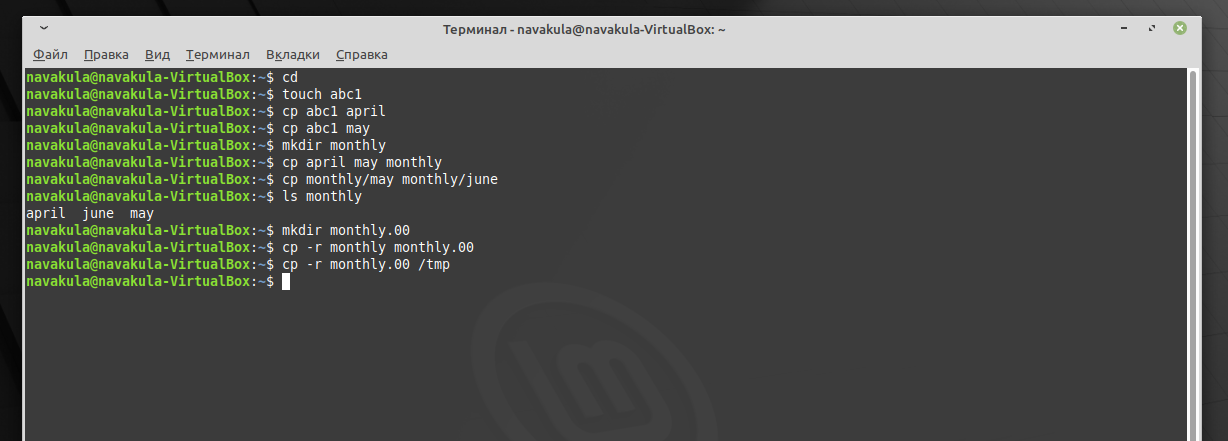 Терминал - navakula@navakula-VirtualBox: ~
Файл Правка Вид Терминал Вкладки Справка
navakula@navakula-VirtualBox:~$ cd
navakula@navakula-VirtualBox:~$ touch abc1
navakula@navakula-VirtualBox:~$ cp abc1 april
navakula@navakula-VirtualBox:~$ cp abc1 may
navakula@navakula-VirtualBox:~$ mkdir monthly
navakula@navakula-VirtualBox:~$ cp april may monthly
navakula@navakula-VirtualBox:~$ cp monthly/may monthly/june
navakula@navakula-VirtualBox:~$ ls monthly
april  june  may
navakula@navakula-VirtualBox:~$ mkdir monthly.00
navakula@navakula-VirtualBox:~$ cp -r monthly monthly.00
navakula@navakula-VirtualBox:~$ cp -r monthly.00 /tmp
navakula@navakula-VirtualBox:~$